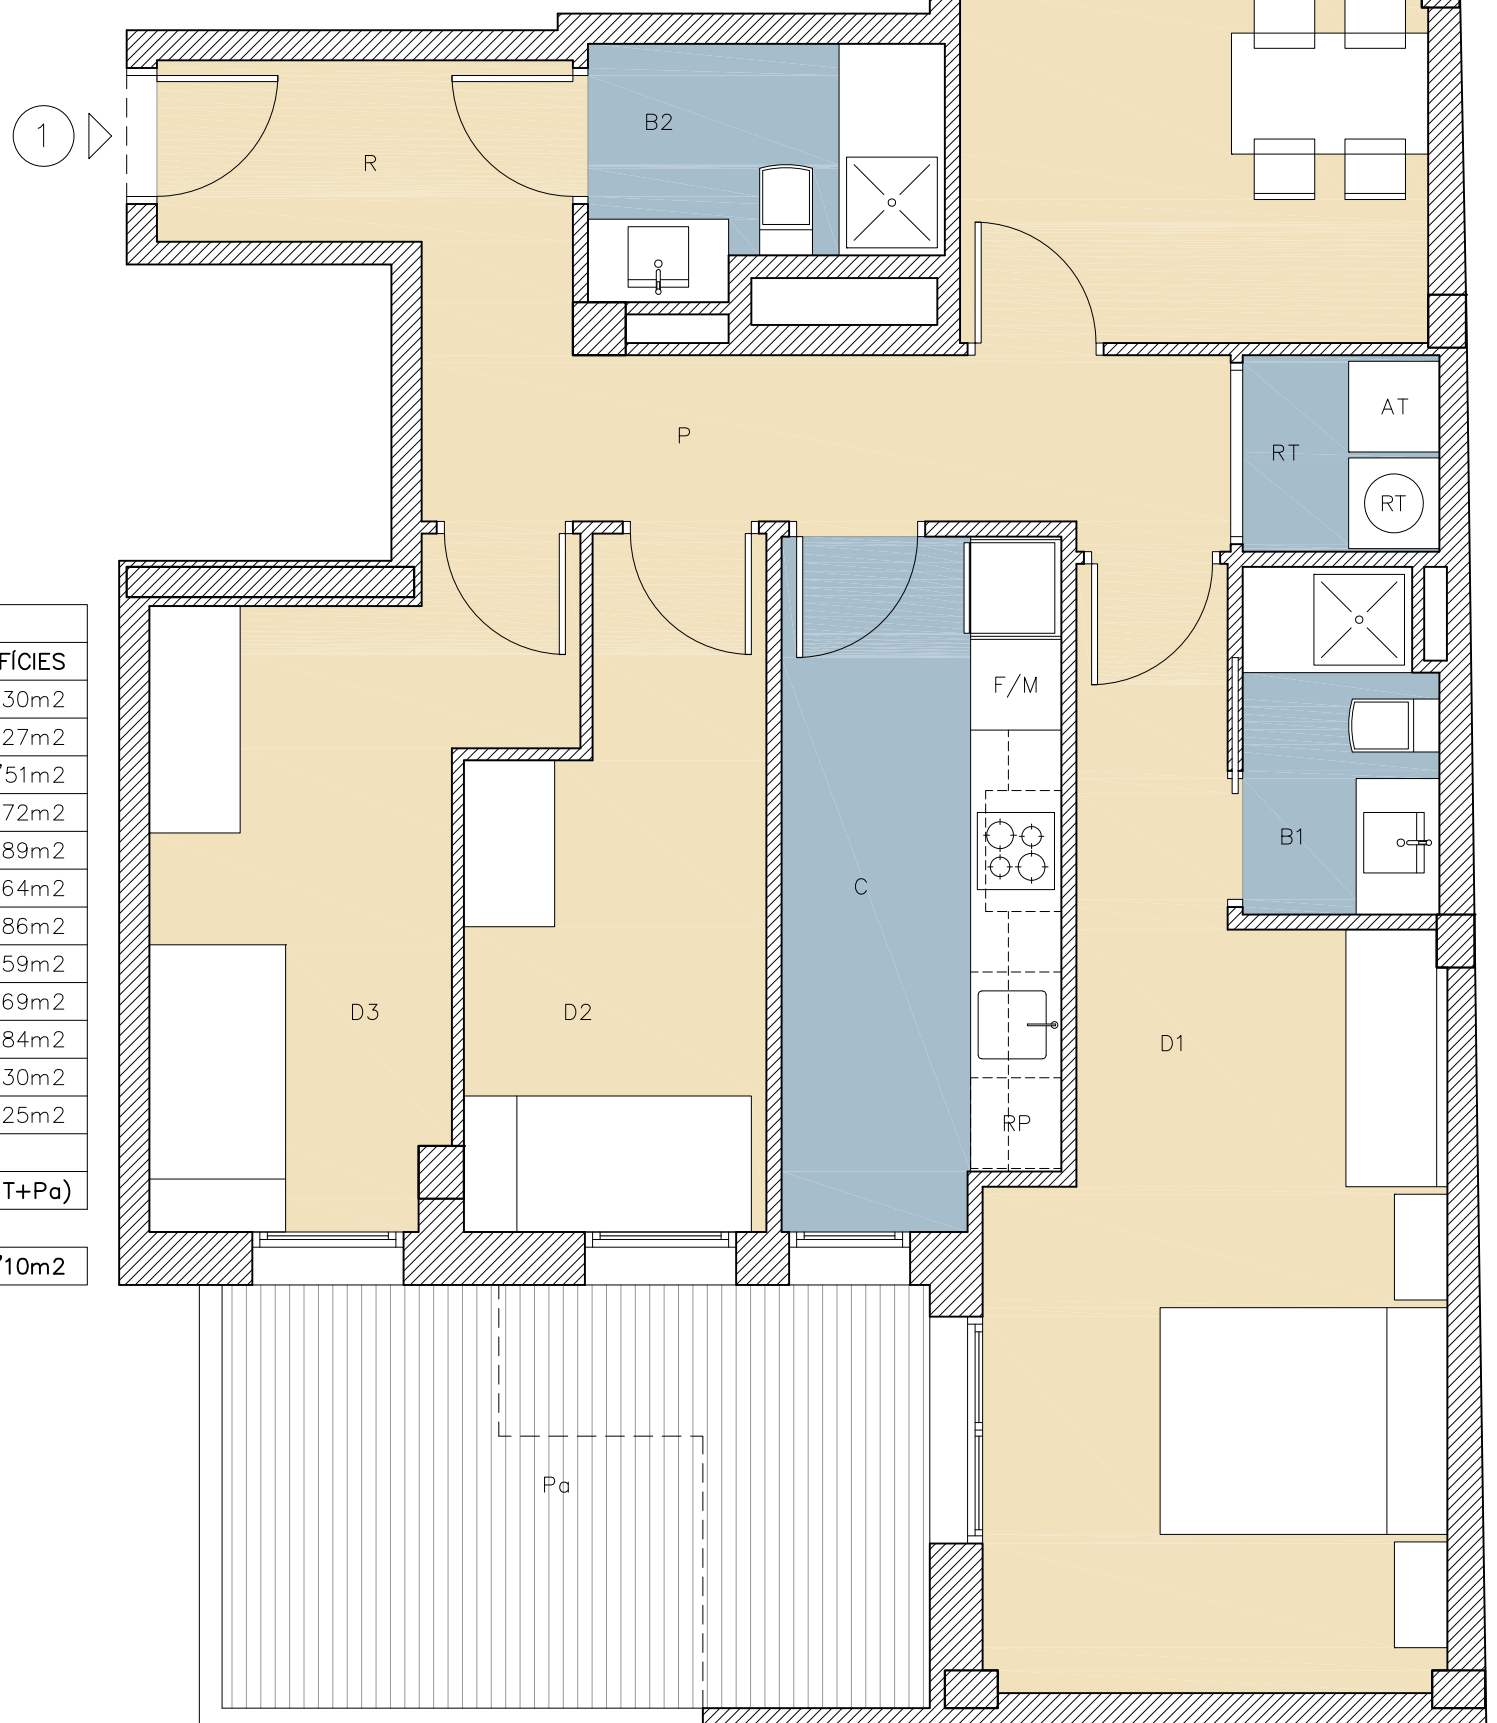 1
R
B2
P
RT
AT
RT
FÍCIES
30m2
27m2
'51m2
72m2
89m2
64m2
86m2
59m2
69m2
84m2
30m2
25m2
T+Pa)
'10m2
F/M
C
B1
D3
D2
D1
RP
Pa